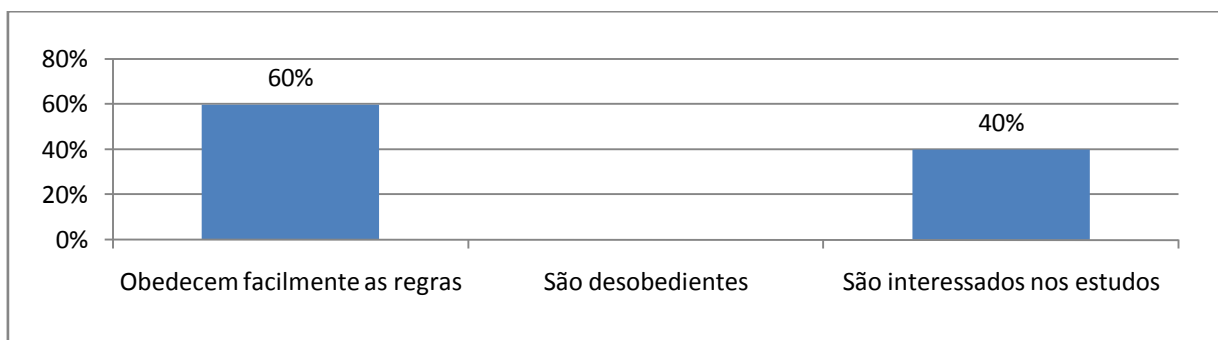 80%
60%
60%
40%
40%
20%
0%
Obedecem facilmente as regras
São desobedientes
São interessados nos estudos